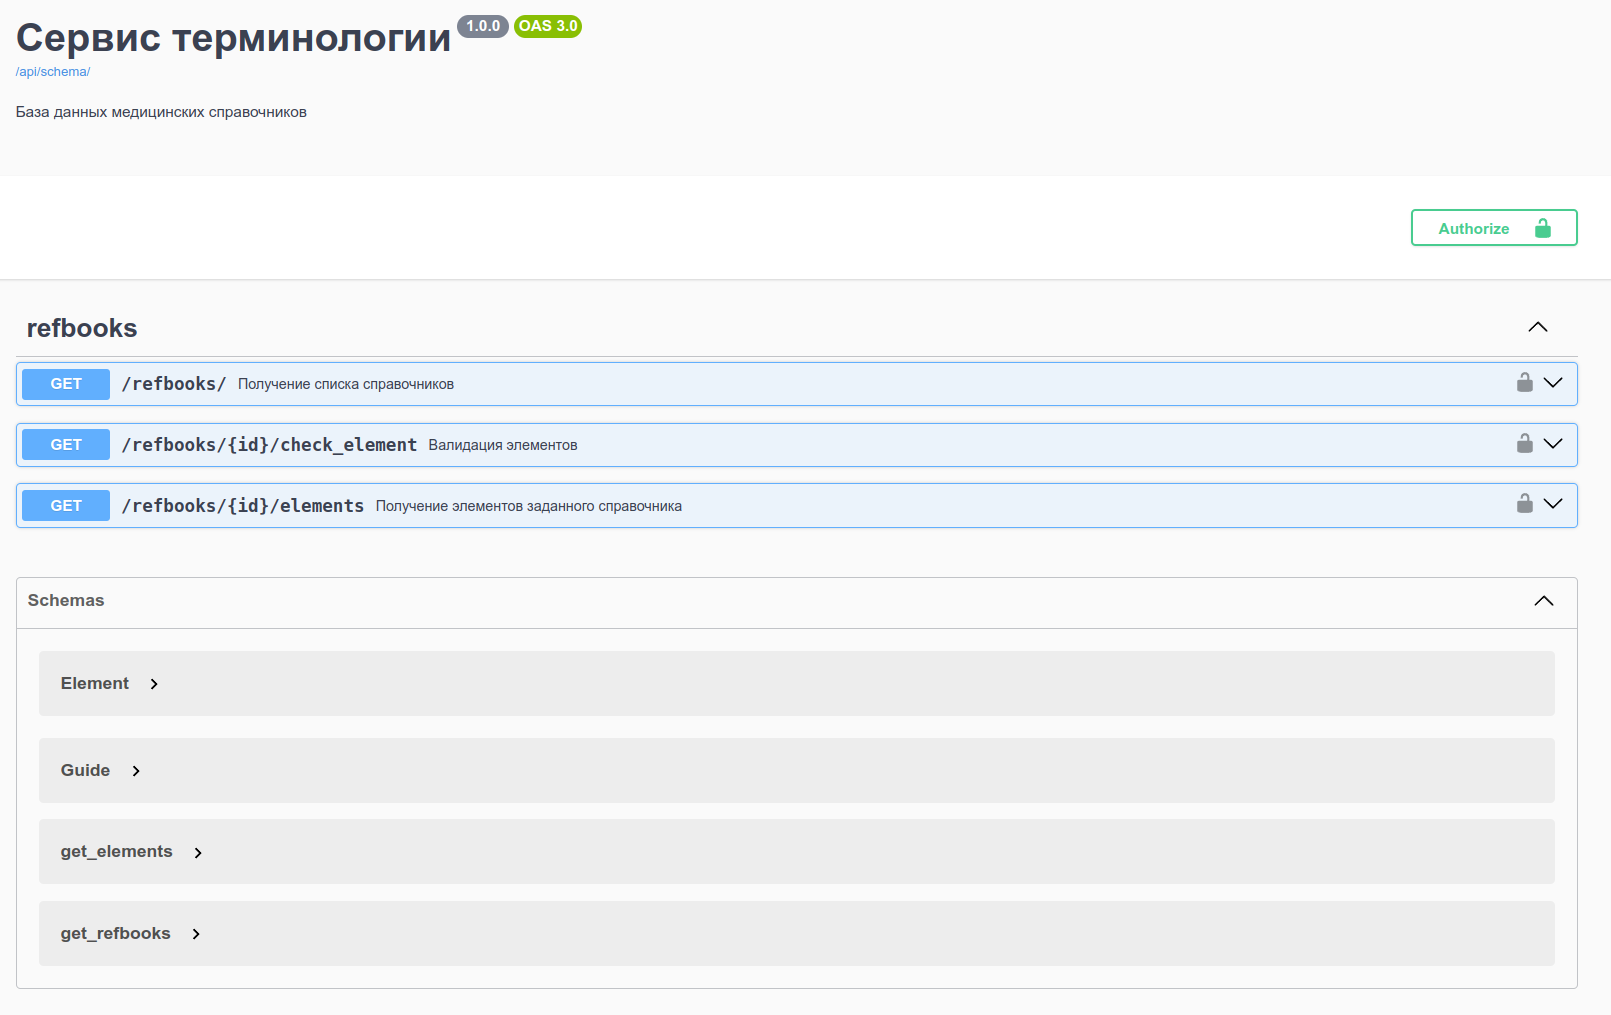 Сервис терминологии 1.0.0 OAS 3.0
/api/schema/
База данных медицинских справочников
Authorize
refbooks
GET /refbooks/ Получение списка справочников
GET /refbooks/{id}/check_element Валидация элементов
GET /refbooks/{id}/elements Получение элементов заданного справочника
Schemas
Element
Guide
get_elements
get_refbooks